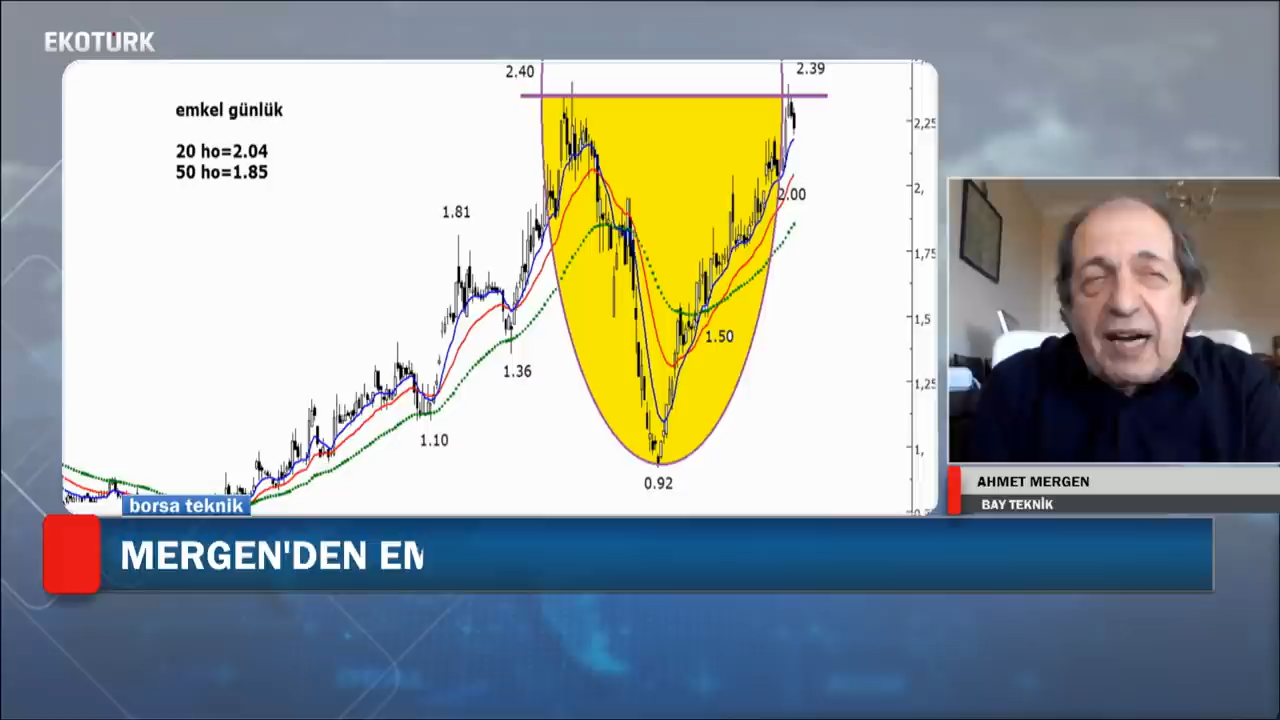 EKOTÜRK
2.40
2.39
emkel günlük
20 ho=2.04
50 ho=1.85
2,25
2,
2.00
1.81
1,75
1,5
1.50
1.36
1,25
1.10
1,
0.92
borsa teknik
AHMET MERGEN
BAY TEKNİK
MERGEN'DEN EM